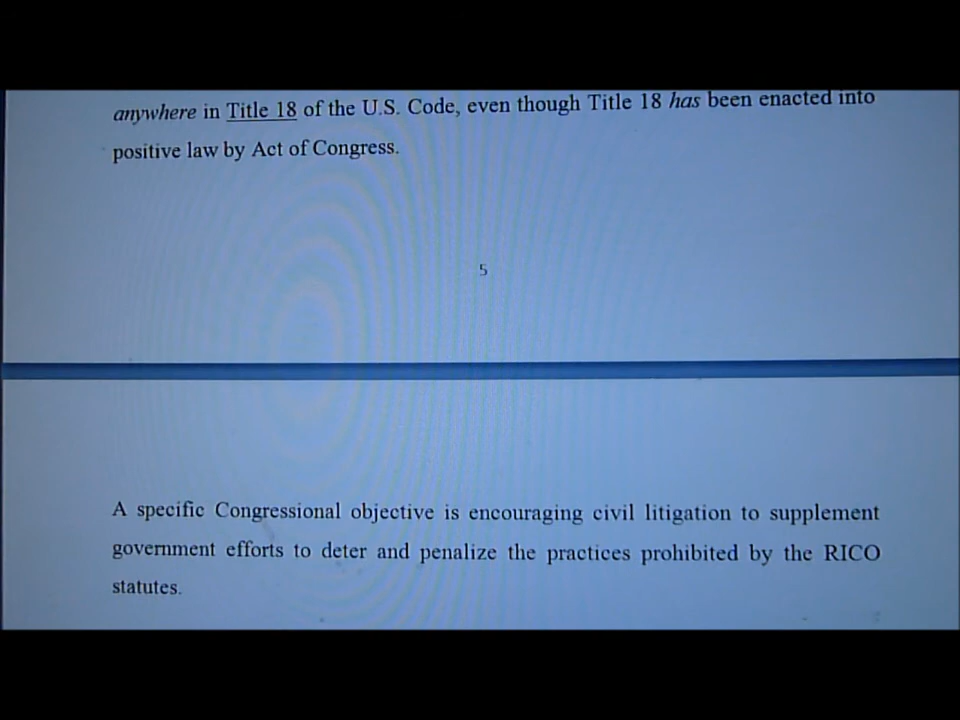 anywhere in Title 18 of the U.S. Code, even though Title 18 has been enacted into
positive law by Act of Congress.
5
A specific Congressional objective is encouraging civil litigation to supplement
government efforts to deter and penalize the practices prohibited by the RICO
statutes.